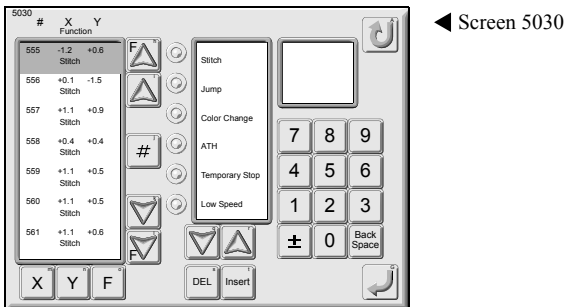 5030
◀ Screen 5030
# X Y
Function
555 -1.2 +0.6
Stitch
556 +0.1 -1.5
Stitch
557 +1.1 +0.9
Stitch
558 +0.4 +0.4
Stitch
559 +1.1 +0.5
Stitch
560 +1.1 +0.5
Stitch
561 +1.1 +0.6
Stitch
F
#
F
X Y F
Stitch
Jump
Color Change
ATH
Temporary Stop
Low Speed
DEL Insert
7 8 9
4 5 6
1 2 3
± 0 Back Space